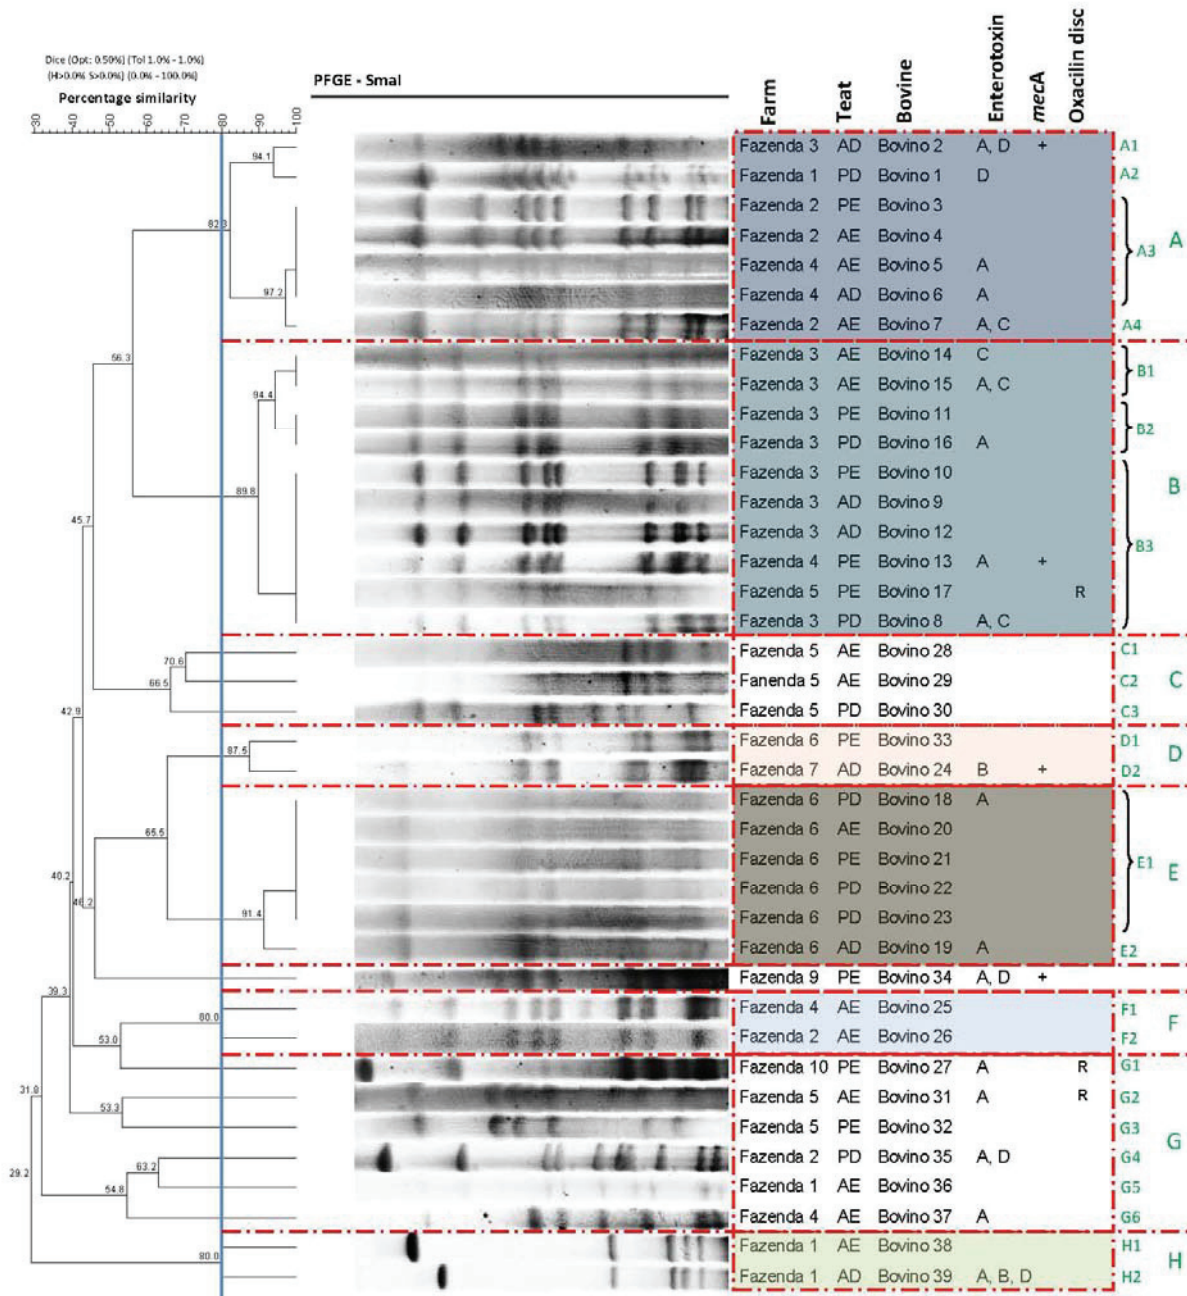 Dice (Opt: 0.50%) (Tol 1.0% - 1.0%)
(H>0.0% S>0.0%) (0.0% - 100.0%)
Percentage similarity
PFGE - SmaI
Farm Teat Bovine Enterotoxin mecA Oxacilin disc
30 40 50 60 70 80 90 100
Fazenda 3 AD Bovino 2 A, D + A1
94.1
Fazenda 1 PD Bovino 1 D A2
Fazenda 2 PE Bovino 3
82.3
Fazenda 2 AE Bovino 4
A3 A
Fazenda 4 AE Bovino 5 A
97.2
Fazenda 4 AD Bovino 6 A
Fazenda 2 AE Bovino 7 A, C A4
56.3
Fazenda 3 AE Bovino 14 C
B1
Fazenda 3 AE Bovino 15 A, C
94.4
Fazenda 3 PE Bovino 11
B2
Fazenda 3 PD Bovino 16 A
Fazenda 3 PE Bovino 10
89.8 B
Fazenda 3 AD Bovino 9
45.7
Fazenda 3 AD Bovino 12
B3
Fazenda 4 PE Bovino 13 A +
Fazenda 5 PE Bovino 17 R
Fazenda 3 PD Bovino 8 A, C
Fazenda 5 AE Bovino 28 C1
70.6
Fanenda 5 AE Bovino 29 C2 C
66.5
Fazenda 5 PD Bovino 30 C3
42.9
Fazenda 6 PE Bovino 33 D1
87.5 D
Fazenda 7 AD Bovino 24 B + D2
Fazenda 6 PD Bovino 18 A
Fazenda 6 AE Bovino 20
65.5
Fazenda 6 PE Bovino 21
E1 E
40.2
Fazenda 6 PD Bovino 22
46.2
Fazenda 6 PD Bovino 23
91.4
Fazenda 6 AD Bovino 19 A E2
Fazenda 9 PE Bovino 34 A, D +
39.3
Fazenda 4 AE Bovino 25 F1
80.0 F
Fazenda 2 AE Bovino 26 F2
53.0
Fazenda 10 PE Bovino 27 A R G1
Fazenda 5 AE Bovino 31 A R G2
53.3
Fazenda 5 PE Bovino 32 G3
G
Fazenda 2 PD Bovino 35 A, D G4
63.2
29.2
Fazenda 1 AE Bovino 36 G5
54.8
Fazenda 4 AE Bovino 37 A G6
Fazenda 1 AE Bovino 38 H1
80.0 H
Fazenda 1 AD Bovino 39 A, B, D H2